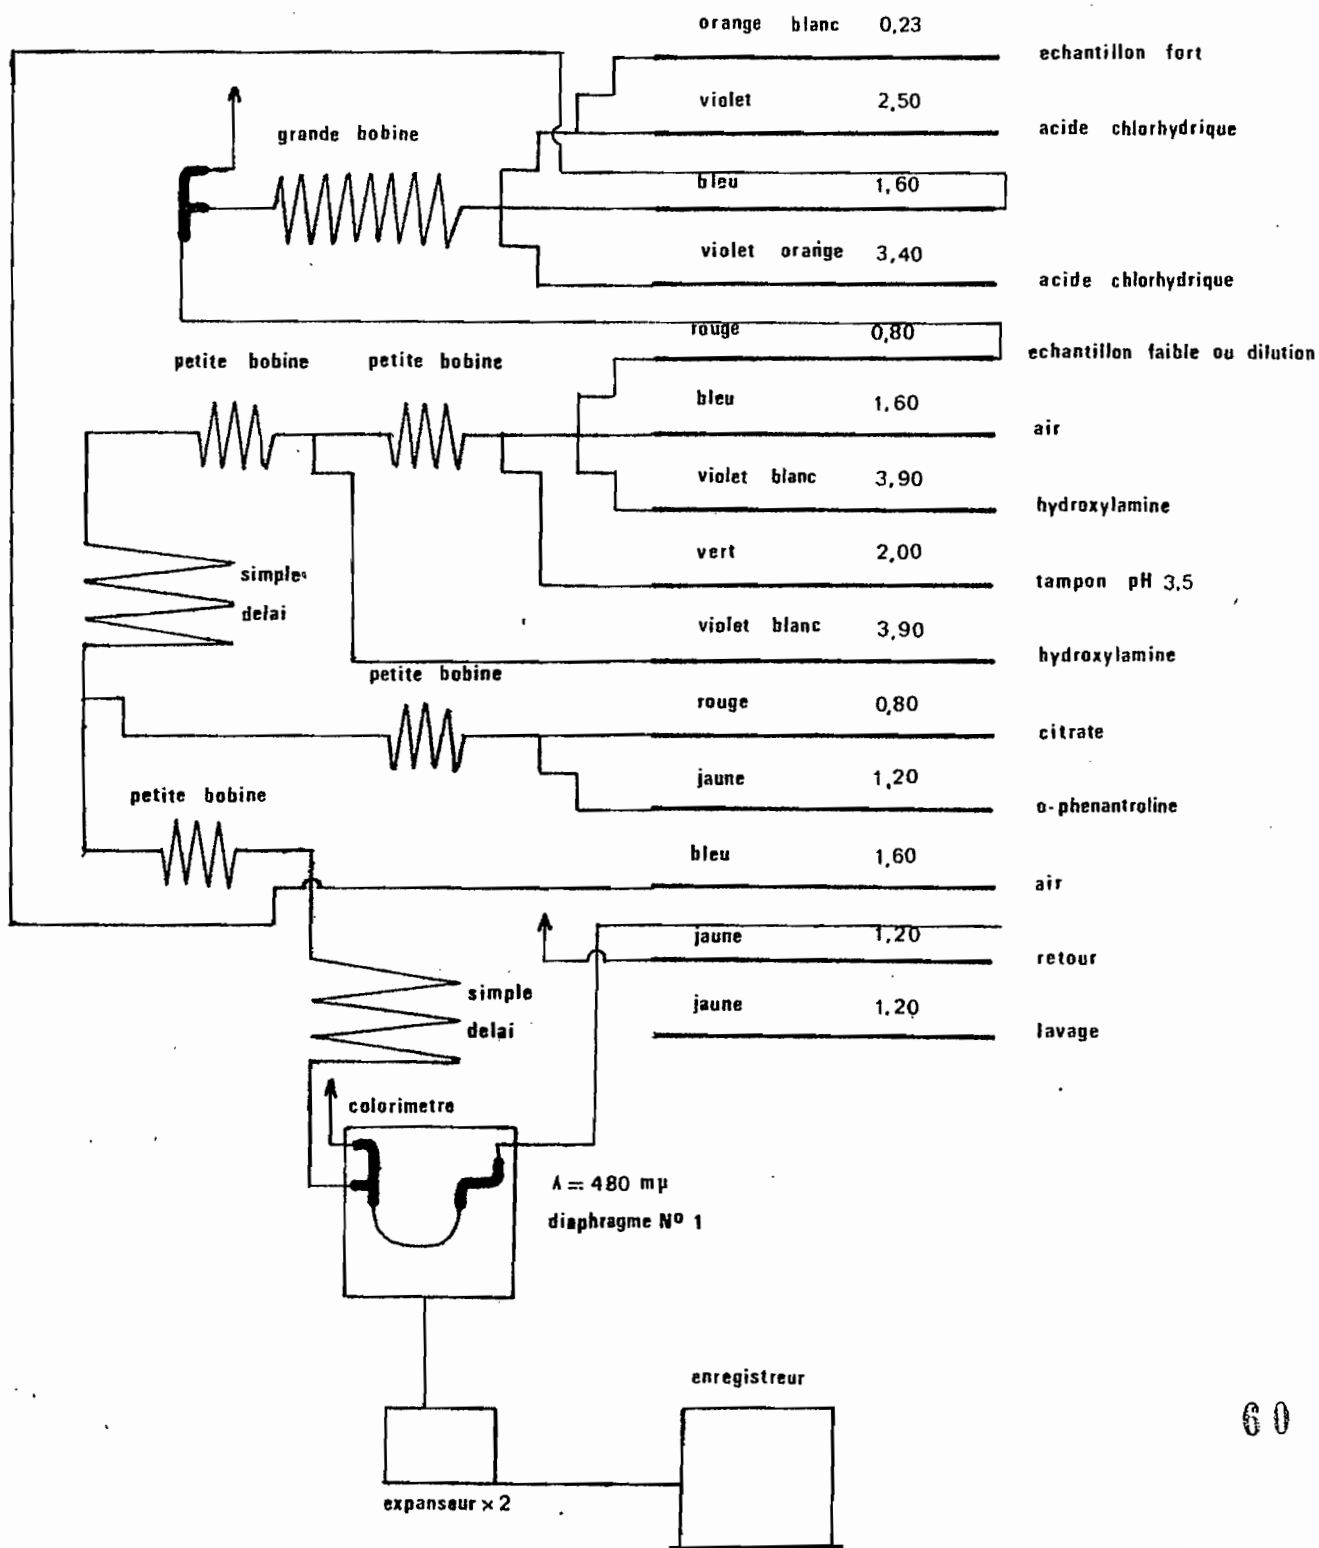 orange blanc 0,23
echantillon fort
violet 2,50
acide chlorhydrique
grande bobine
bleu 1,60
violet orange 3,40
acide chlorhydrique
rouge 0,80
echantillon faible ou dilution
petite bobine petite bobine
bleu 1,60
air
violet blanc 3,90
hydroxylamine
vert 2,00
simple
tampon pH 3,5
delai
violet blanc 3,90
hydroxylamine
petite bobine
rouge 0,80
citrate
jaune 1,20
petite bobine
o-phenantroline
bleu 1,60
air
jaune 1,20
retour
simple
jaune 1,20
delai
lavage
colorimetre
λ = 480 mµ
diaphragme Nº 1
enregistreur
60
expanseur × 2